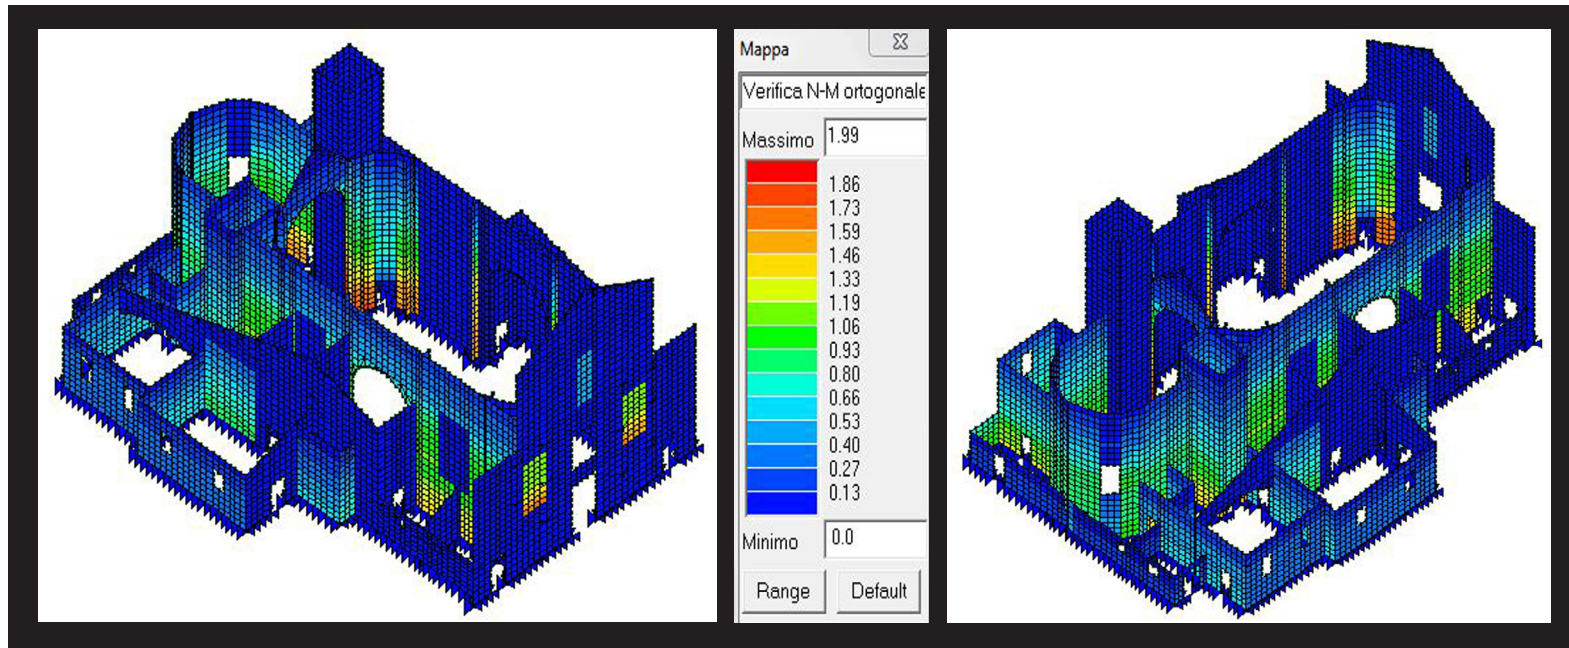 Mappa
Verifica N-M ortogonale
Massimo 1.99
1.86
1.73
1.59
1.46
1.33
1.19
1.06
0.93
0.80
0.66
0.53
0.40
0.27
0.13
Minimo 0.0
Range Default